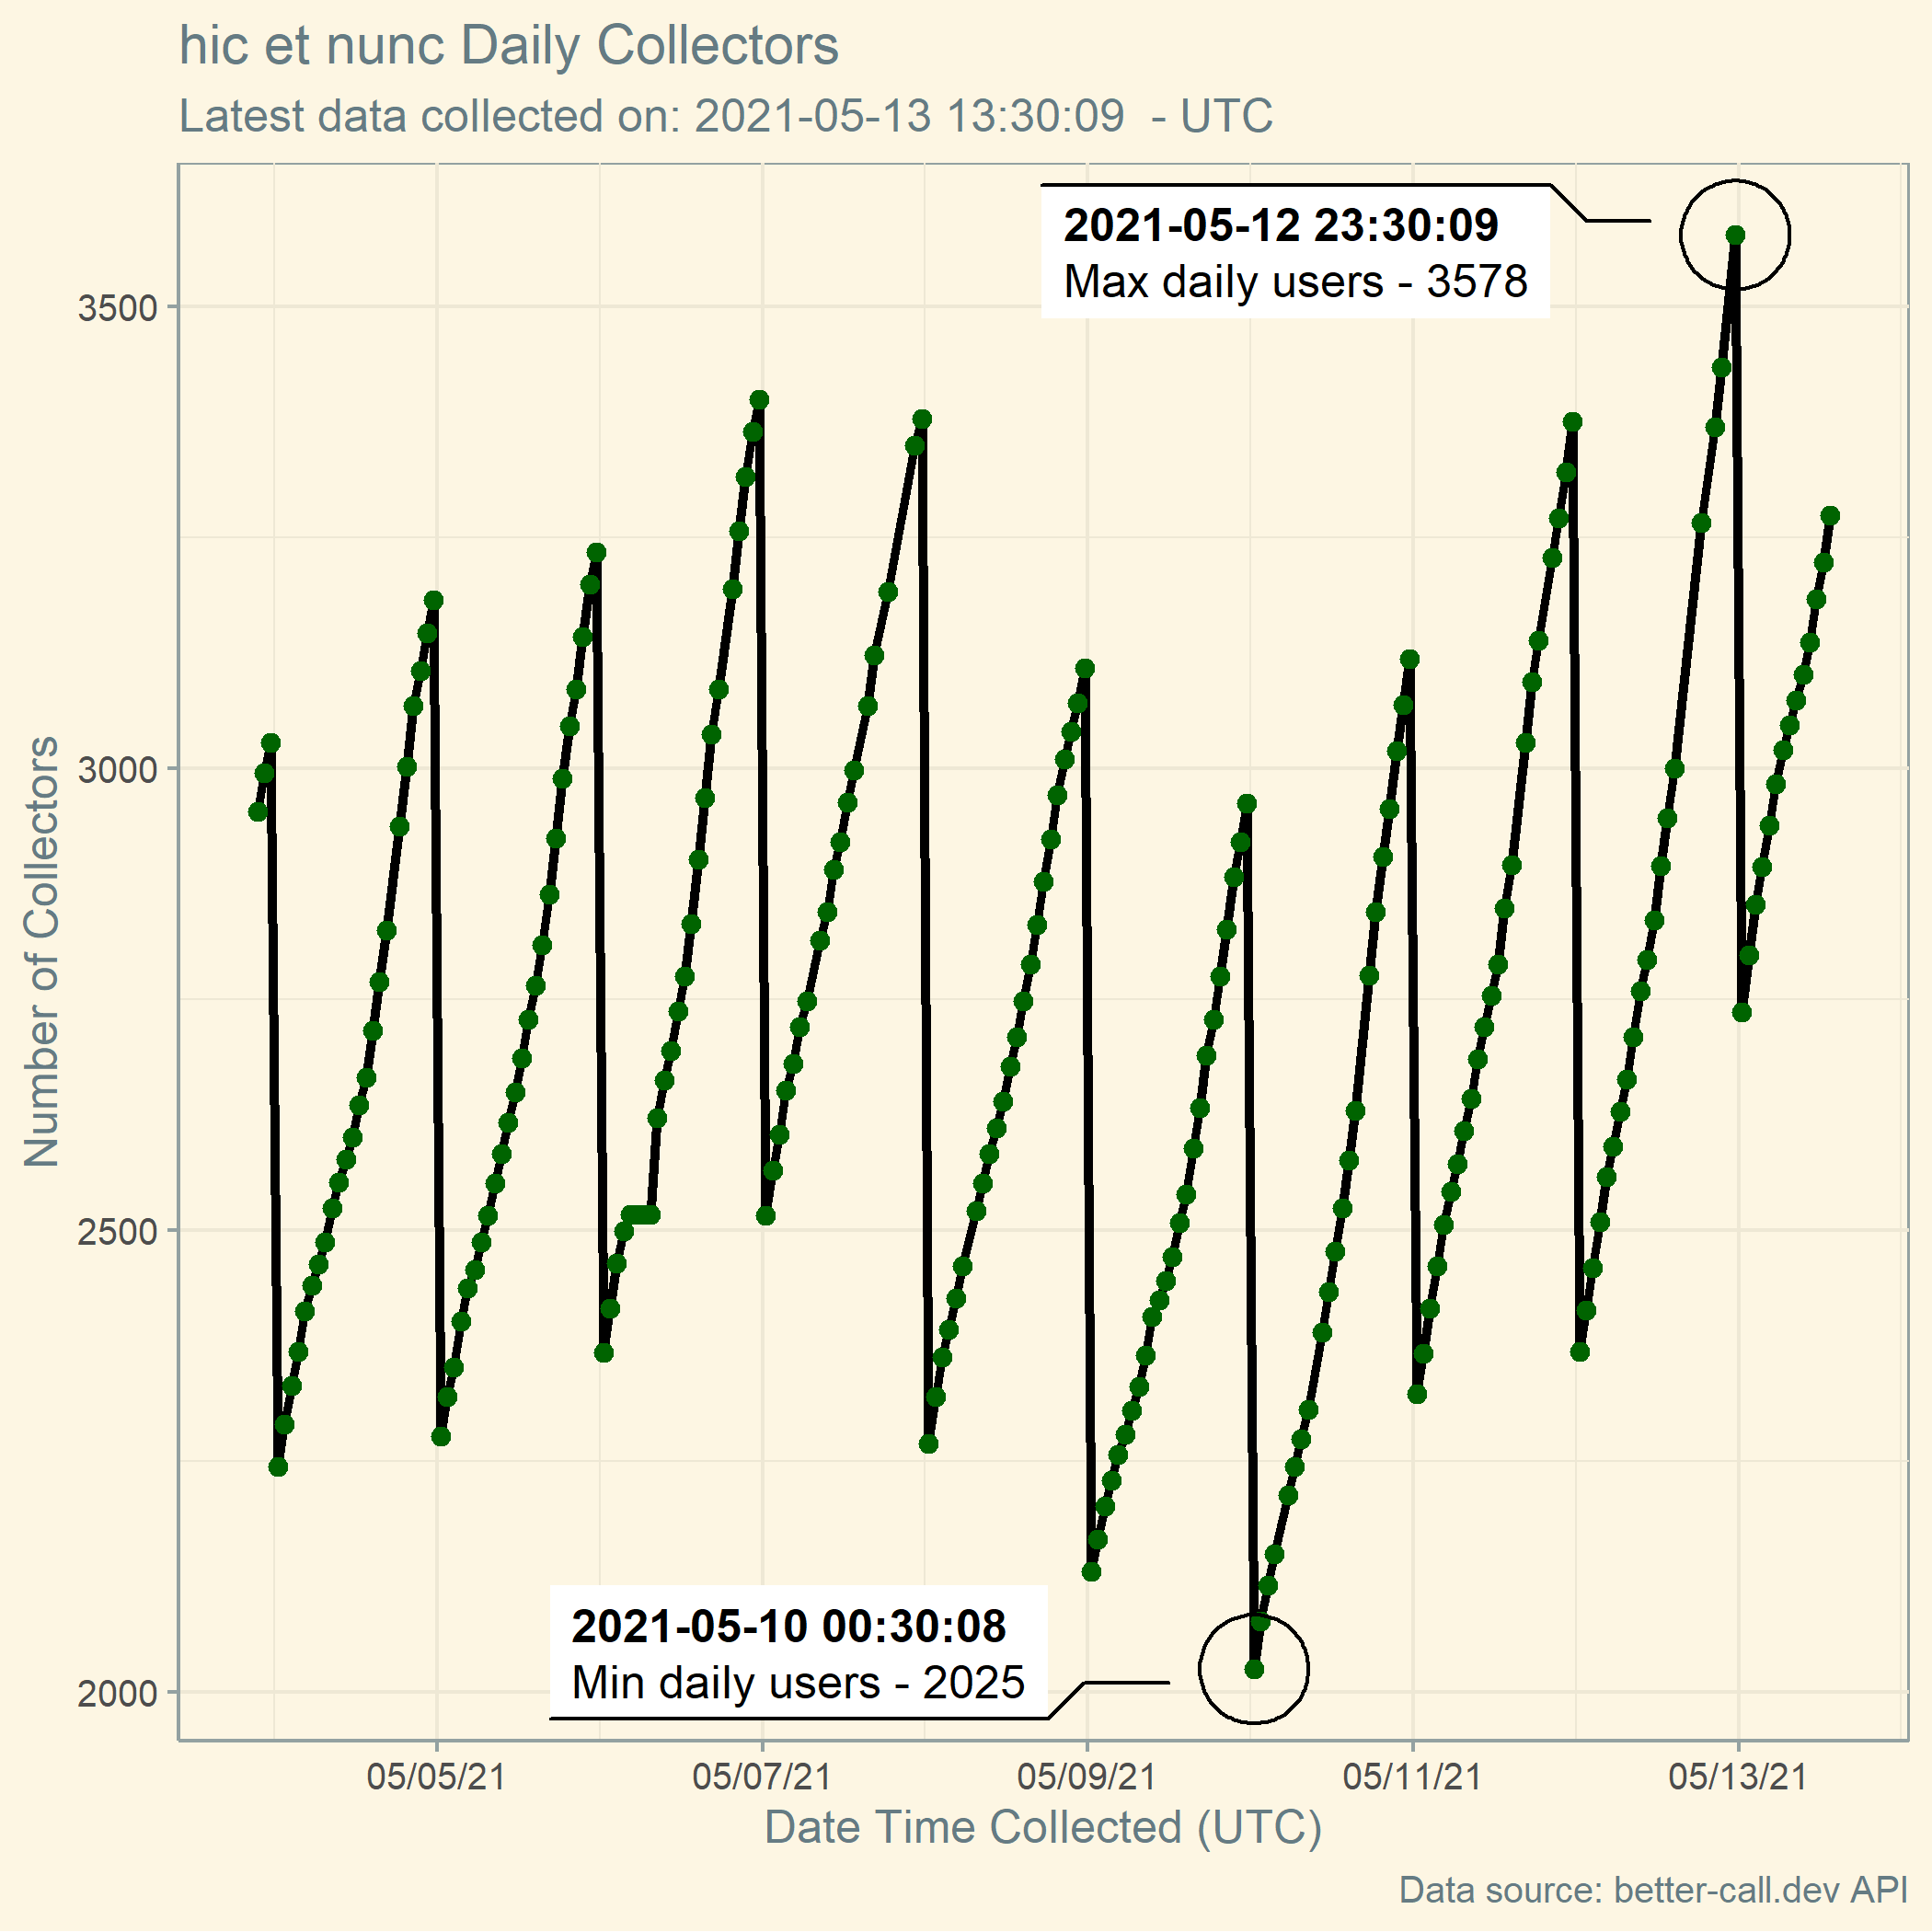 hic et nunc Daily Collectors
Latest data collected on: 2021-05-13 13:30:09  - UTC
2021-05-12 23:30:09
Max daily users - 3578
3500
3000
2500
2000
Number of Collectors
2021-05-10 00:30:08
Min daily users - 2025
05/05/21
05/07/21
05/09/21
05/11/21
05/13/21
Date Time Collected (UTC)
Data source: better-call.dev API